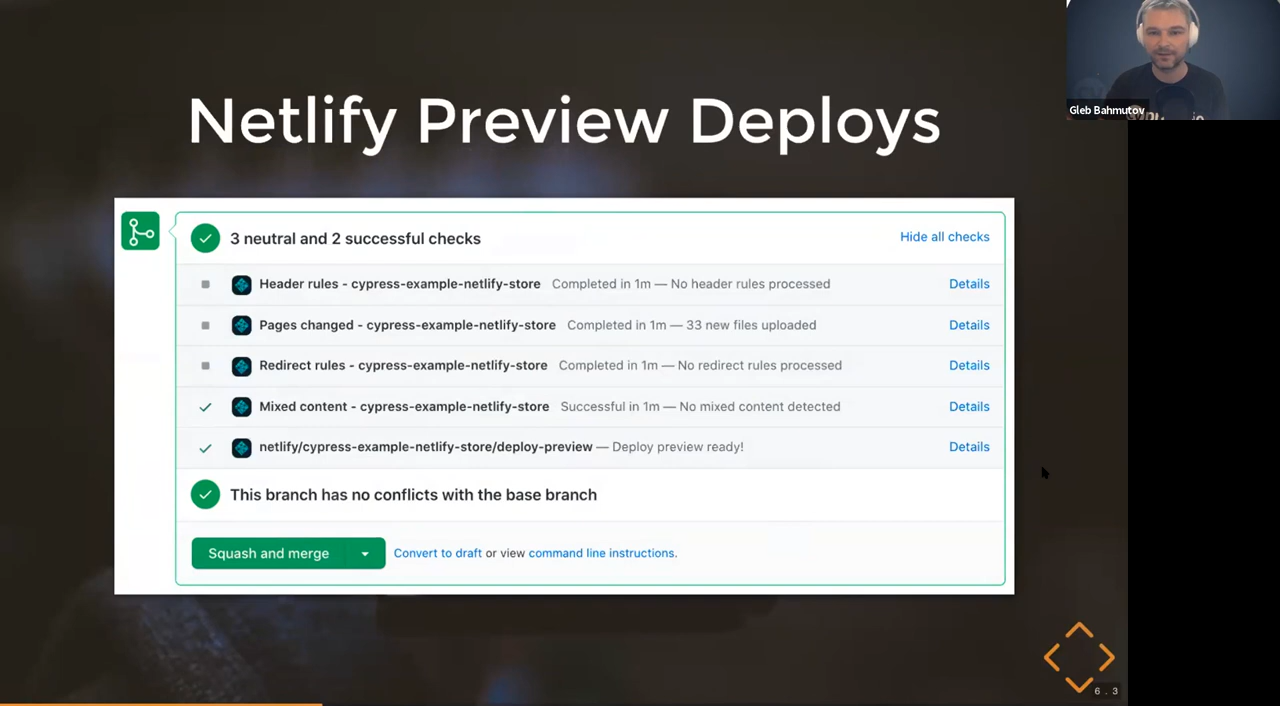 Netlify Preview Deploys
Gleb Bahmutov
3 neutral and 2 successful checks
Hide all checks
Header rules - cypress-example-netlify-store Completed in 1m — No header rules processed Details
Pages changed - cypress-example-netlify-store Completed in 1m — 33 new files uploaded Details
Redirect rules - cypress-example-netlify-store Completed in 1m — No redirect rules processed Details
Mixed content - cypress-example-netlify-store Successful in 1m — No mixed content detected Details
netlify/cypress-example-netlify-store/deploy-preview — Deploy preview ready! Details
This branch has no conflicts with the base branch
Squash and merge Convert to draft or view command line instructions.
6.3